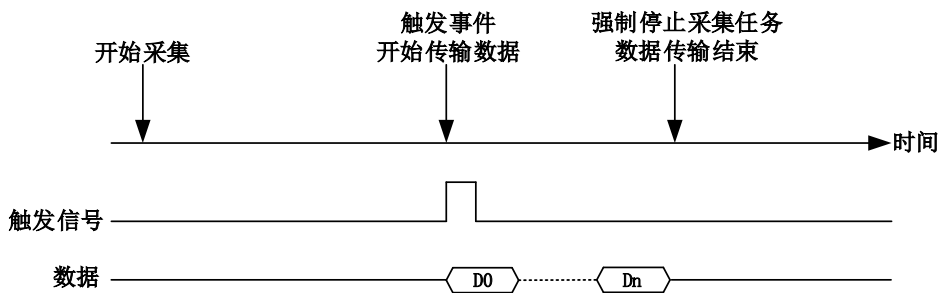 开始采集
触发事件
开始传输数据
强制停止采集任务
数据传输结束
时间
触发信号
数据
D0
Dn